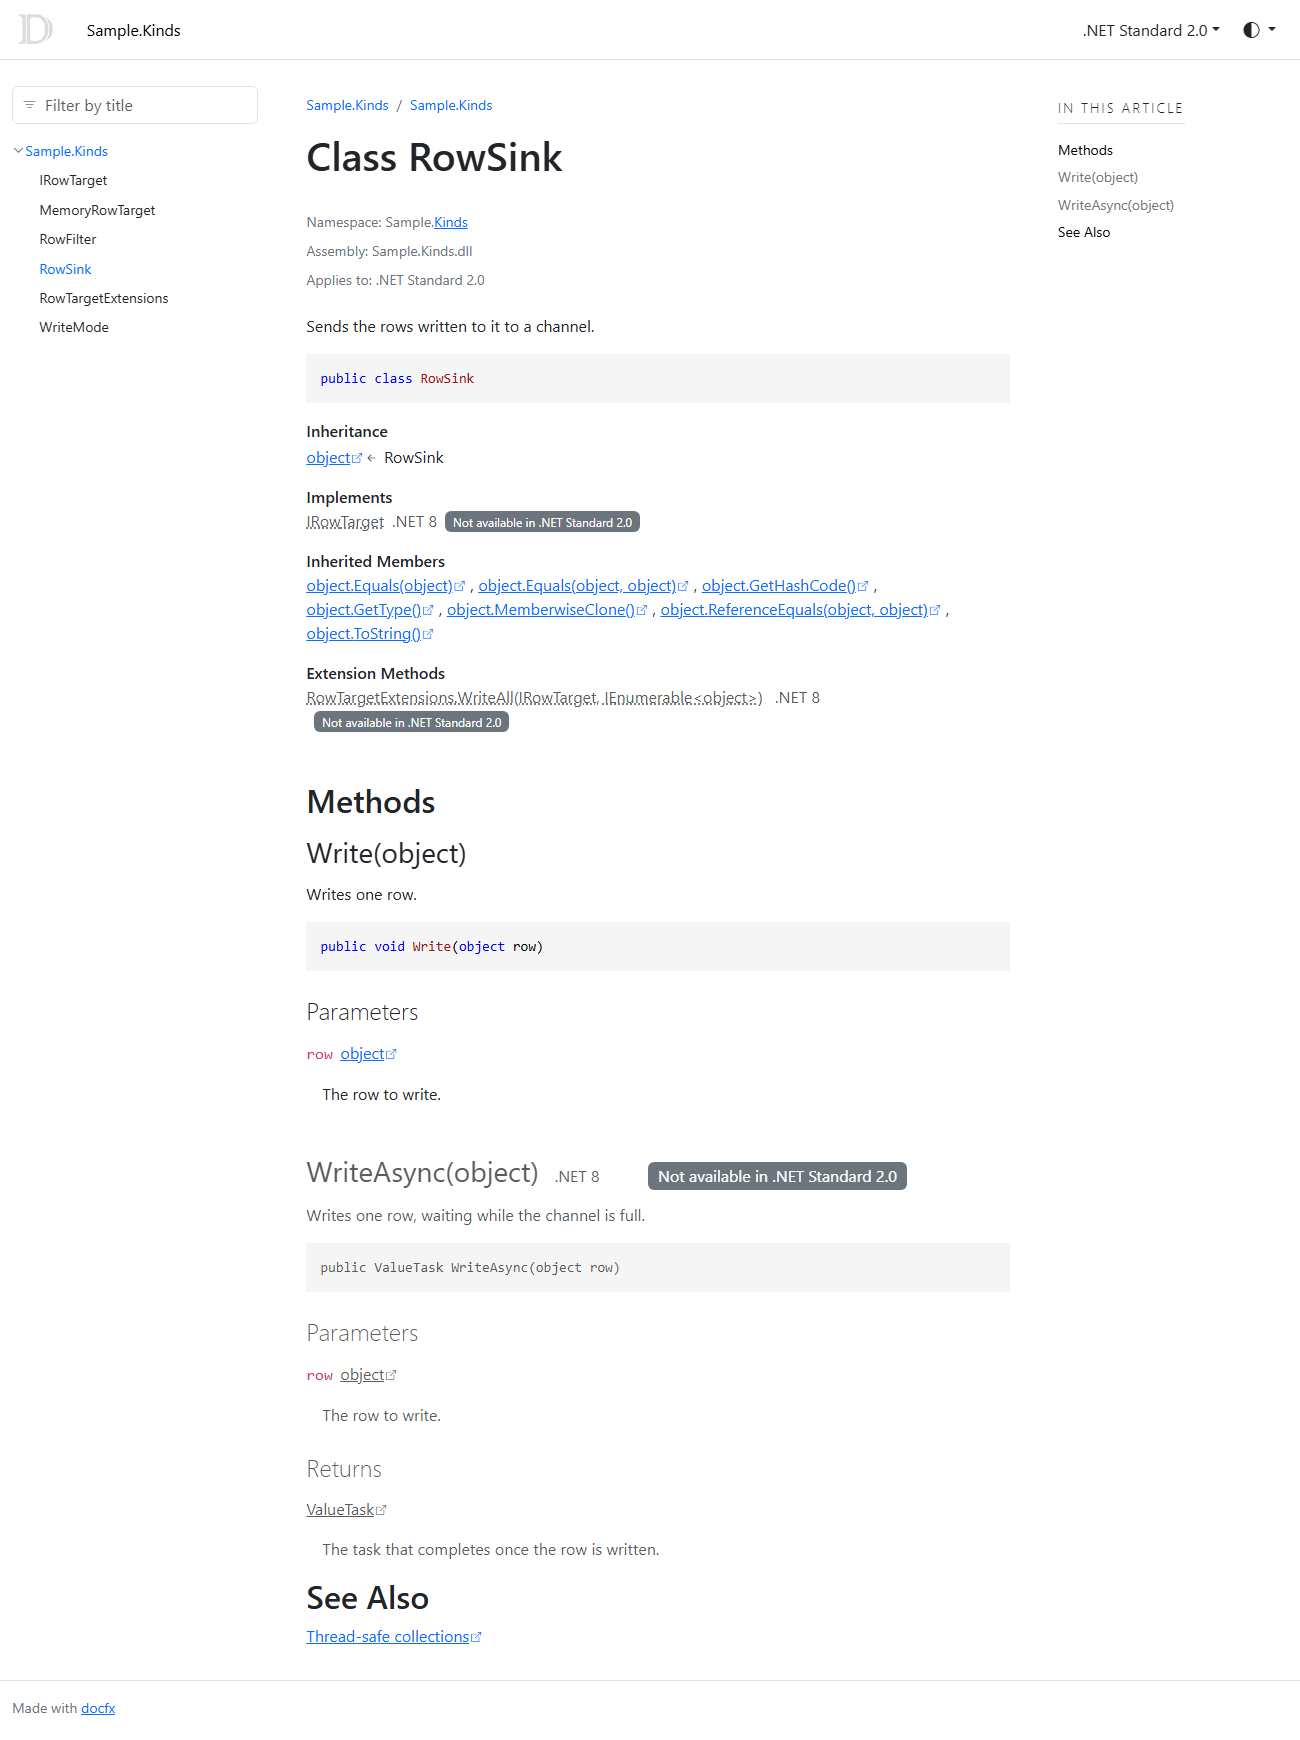 Sample.Kinds
.NET Standard 2.0
Filter by title
Sample.Kinds
IRowTarget
MemoryRowTarget
RowFilter
RowSink
RowTargetExtensions
WriteMode
Sample.Kinds / Sample.Kinds
Class RowSink
Namespace: Sample.Kinds
Assembly: Sample.Kinds.dll
Applies to: .NET Standard 2.0
Sends the rows written to it to a channel.
public class RowSink
Inheritance
object ← RowSink
Implements
IRowTarget .NET 8 Not available in .NET Standard 2.0
Inherited Members
object.Equals(object) , object.Equals(object, object) , object.GetHashCode() ,
object.GetType() , object.MemberwiseClone() , object.ReferenceEquals(object, object) ,
object.ToString()
Extension Methods
RowTargetExtensions.WriteAll(IRowTarget, IEnumerable<object>) .NET 8
Not available in .NET Standard 2.0
Methods
Write(object)
Writes one row.
public void Write(object row)
Parameters
row object
The row to write.
WriteAsync(object) .NET 8 Not available in .NET Standard 2.0
Writes one row, waiting while the channel is full.
public ValueTask WriteAsync(object row)
Parameters
row object
The row to write.
Returns
ValueTask
The task that completes once the row is written.
See Also
Thread-safe collections
IN THIS ARTICLE
Methods
Write(object)
WriteAsync(object)
See Also
Made with docfx